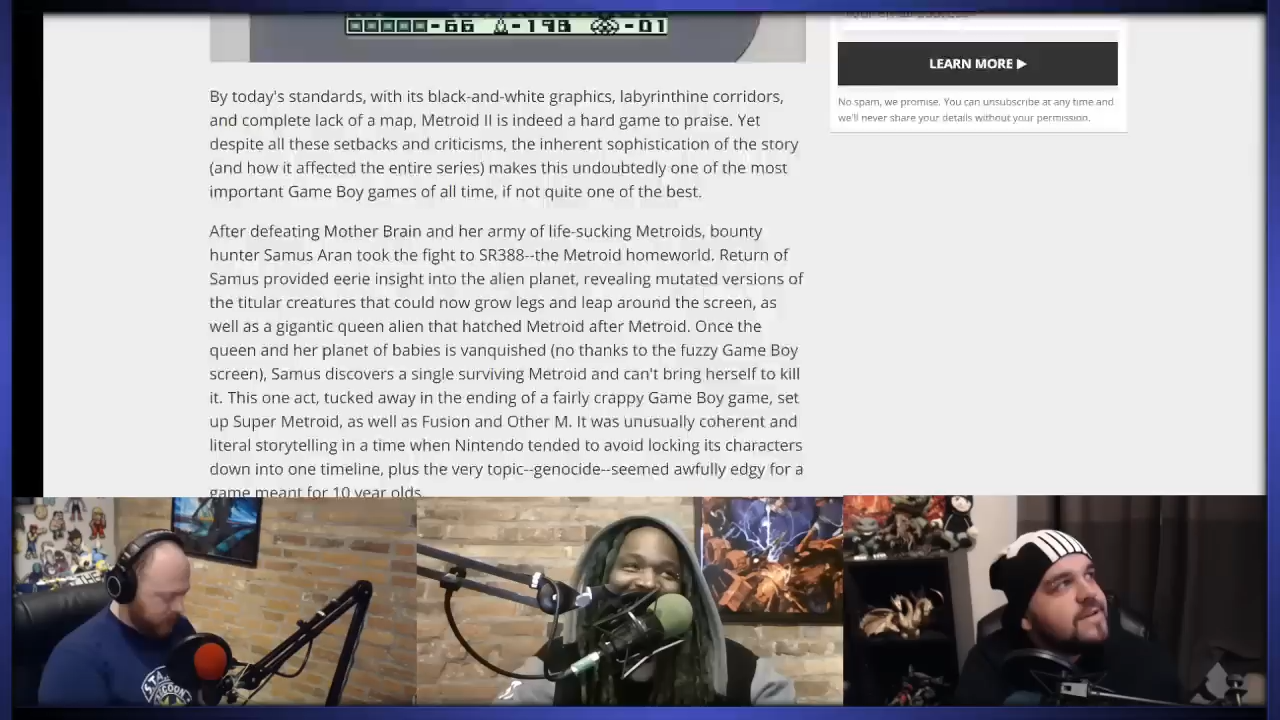 00000-66 -198 -01
LEARN MORE ▶
No spam, we promise. You can unsubscribe at any time and
we'll never share your details without your permission.
By today's standards, with its black-and-white graphics, labyrinthine corridors,
and complete lack of a map, Metroid II is indeed a hard game to praise. Yet
despite all these setbacks and criticisms, the inherent sophistication of the story
(and how it affected the entire series) makes this undoubtedly one of the most
important Game Boy games of all time, if not quite one of the best.
After defeating Mother Brain and her army of life-sucking Metroids, bounty
hunter Samus Aran took the fight to SR388--the Metroid homeworld. Return of
Samus provided eerie insight into the alien planet, revealing mutated versions of
the titular creatures that could now grow legs and leap around the screen, as
well as a gigantic queen alien that hatched Metroid after Metroid. Once the
queen and her planet of babies is vanquished (no thanks to the fuzzy Game Boy
screen), Samus discovers a single surviving Metroid and can't bring herself to kill
it. This one act, tucked away in the ending of a fairly crappy Game Boy game, set
up Super Metroid, as well as Fusion and Other M. It was unusually coherent and
literal storytelling in a time when Nintendo tended to avoid locking its characters
down into one timeline, plus the very topic--genocide--seemed awfully edgy for a
game meant for 10 year olds.